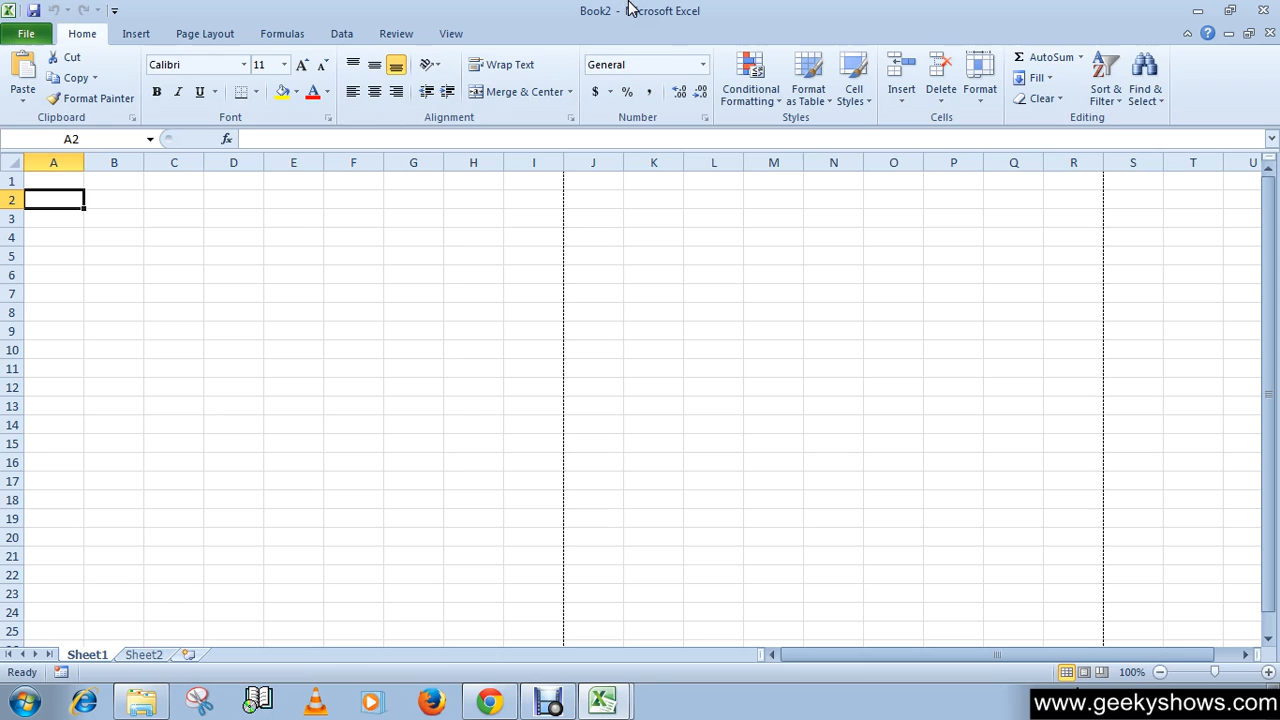 Book2 - Microsoft Excel
File Home Insert Page Layout Formulas Data Review View
Paste
Cut
Copy
Format Painter
Clipboard
Calibri 11
B I U
Font
Wrap Text
Merge & Center
Alignment
General
$ % ,
Number
Conditional Formatting
Format as Table
Cell Styles
Styles
Insert
Delete
Format
Cells
AutoSum
Fill
Clear
Sort & Filter
Find & Select
Editing
A2 fx
A B C D E F G H I J K L M N O P Q R S T U
1
2
3
4
5
6
7
8
9
10
11
12
13
14
15
16
17
18
19
20
21
22
23
24
25
Sheet1 Sheet2
Ready 100%
www.geekyshows.com